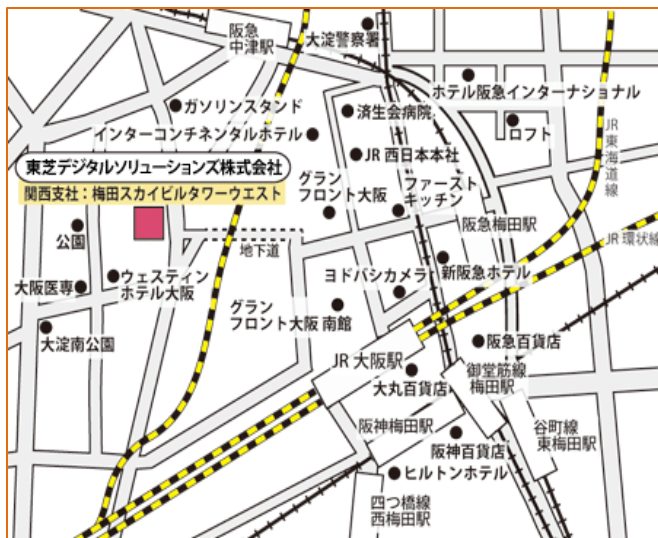 阪急
中津駅
大淀警察署
ホテル阪急インターナショナル
ガソリンスタンド
済生会病院
ロフト
インターコンチネンタルホテル
JR 西日本本社
JR東海道線
東芝デジタルソリューションズ株式会社
関西支社：梅田スカイビルタワーウエスト
グラン
フロント大阪
ファースト
キッチン
阪急梅田駅
公園
地下道
JR 環状線
大阪医専
ウェスティン
ホテル大阪
ヨドバシカメラ
新阪急ホテル
グラン
フロント大阪 南館
大淀南公園
JR 大阪駅
阪急百貨店
御堂筋線
梅田駅
大丸百貨店
阪神梅田駅
阪神百貨店
谷町線
東梅田駅
ヒルトンホテル
四つ橋線
西梅田駅